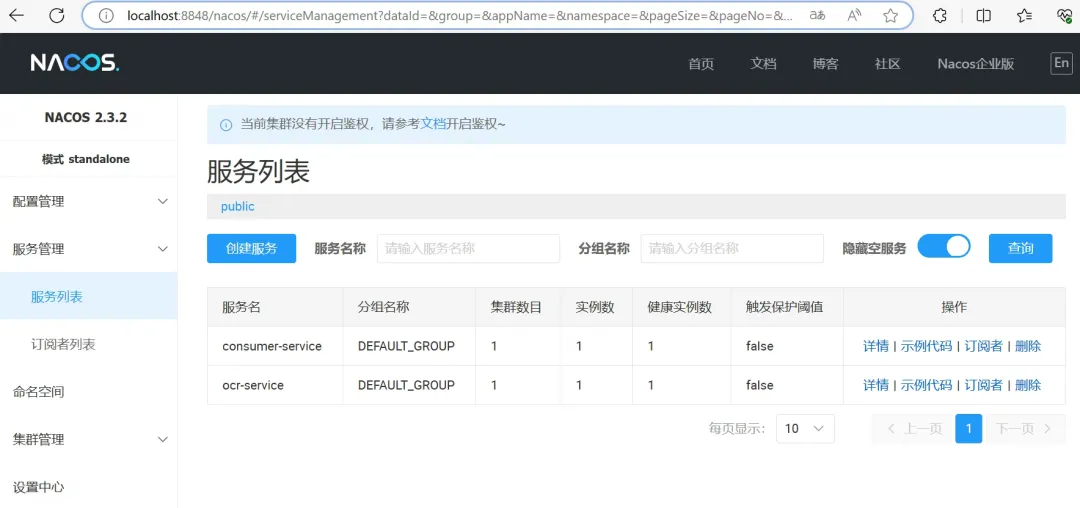 localhost:8848/nacos/#/serviceManagement?dataId=&group=&appName=&namespace=&pageSize=&pageNo=&...
NACOS.
首页 文档 博客 社区 Nacos企业版 En
NACOS 2.3.2
模式 standalone
配置管理
服务管理
服务列表
订阅者列表
命名空间
集群管理
设置中心
当前集群没有开启鉴权，请参考文档开启鉴权~
服务列表
public
创建服务 服务名称 请输入服务名称 分组名称 请输入分组名称 隐藏空服务 查询
服务名 分组名称 集群数目 实例数 健康实例数 触发保护阈值 操作
consumer-service DEFAULT_GROUP 1 1 1 false 详情 | 示例代码 | 订阅者 | 删除
ocr-service DEFAULT_GROUP 1 1 1 false 详情 | 示例代码 | 订阅者 | 删除
每页显示： 10 上一页 1 下一页